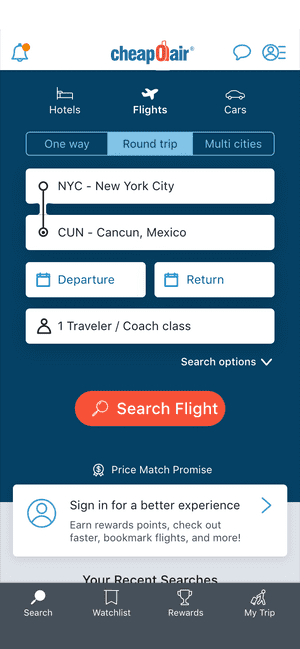 cheapOair®
Hotels
Flights
Cars
One way
Round trip
Multi cities
NYC - New York City
CUN - Cancun, Mexico
Departure
Return
1 Traveler / Coach class
Search options
Search Flight
Price Match Promise
Sign in for a better experience
Earn rewards points, check out
faster, bookmark flights, and more!
Your Recent Searches
Search
Watchlist
Rewards
My Trip